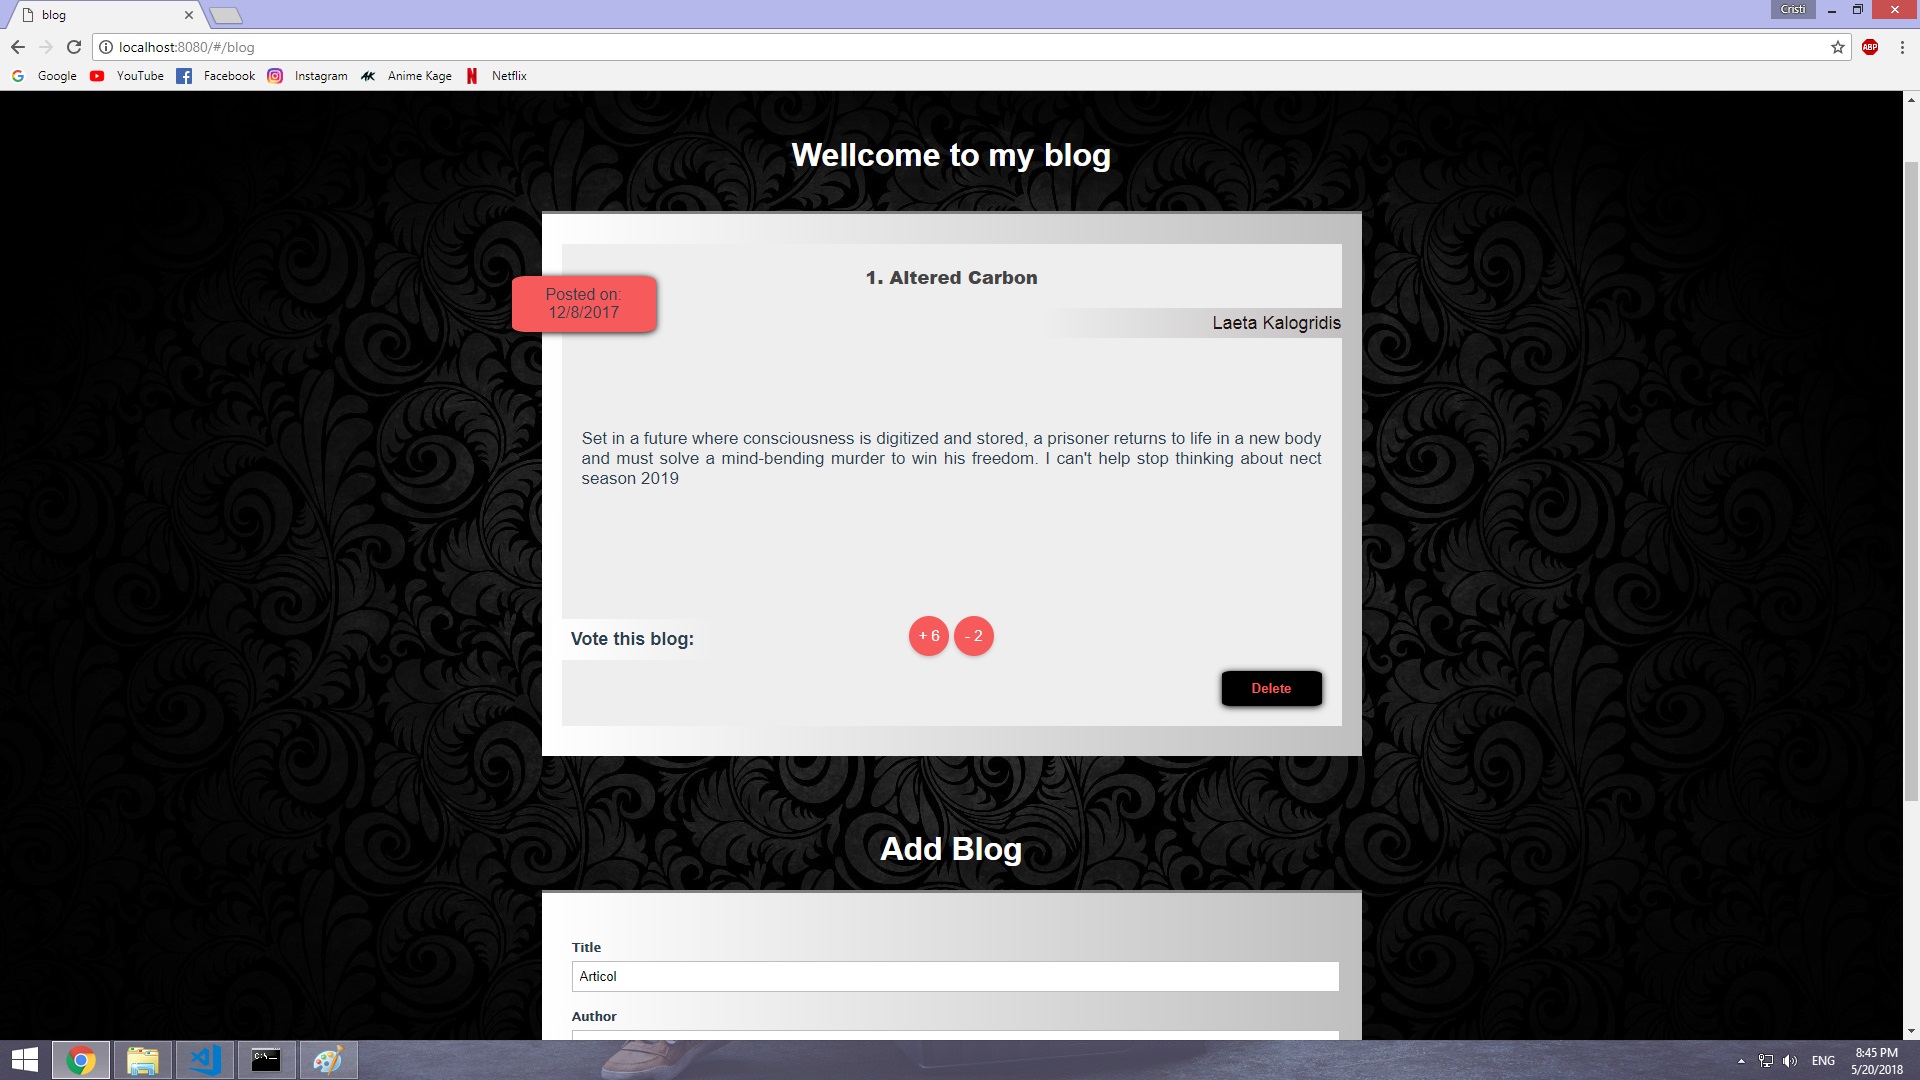 blog
Cristi
localhost:8080/#/blog
ABP
Google
YouTube
Facebook
Instagram
Anime Kage
Netflix
Wellcome to my blog
1. Altered Carbon
Posted on:
12/8/2017
Laeta Kalogridis
Set in a future where consciousness is digitized and stored, a prisoner returns to life in a new body
and must solve a mind-bending murder to win his freedom. I can't help stop thinking about nect
season 2019
Vote this blog:
+ 6
- 2
Delete
Add Blog
Title
Articol
Author
ENG
8:45 PM
5/20/2018